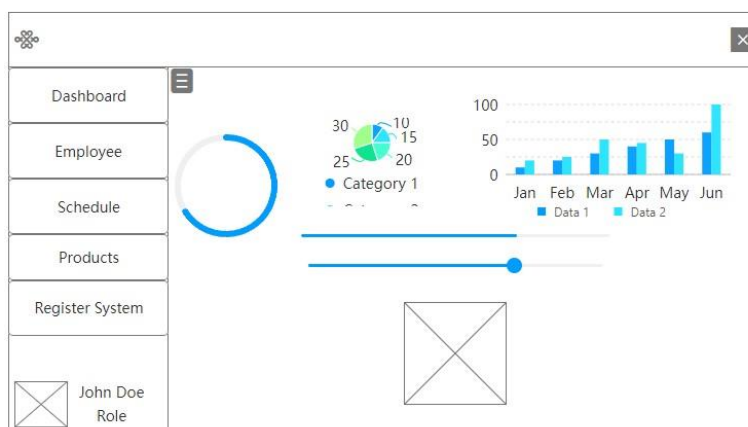 Dashboard
Employee
Schedule
Products
Register System
John Doe
Role
10
15
20
25
30
Category 1
100
50
0
Jan Feb Mar Apr May Jun
Data 1 Data 2